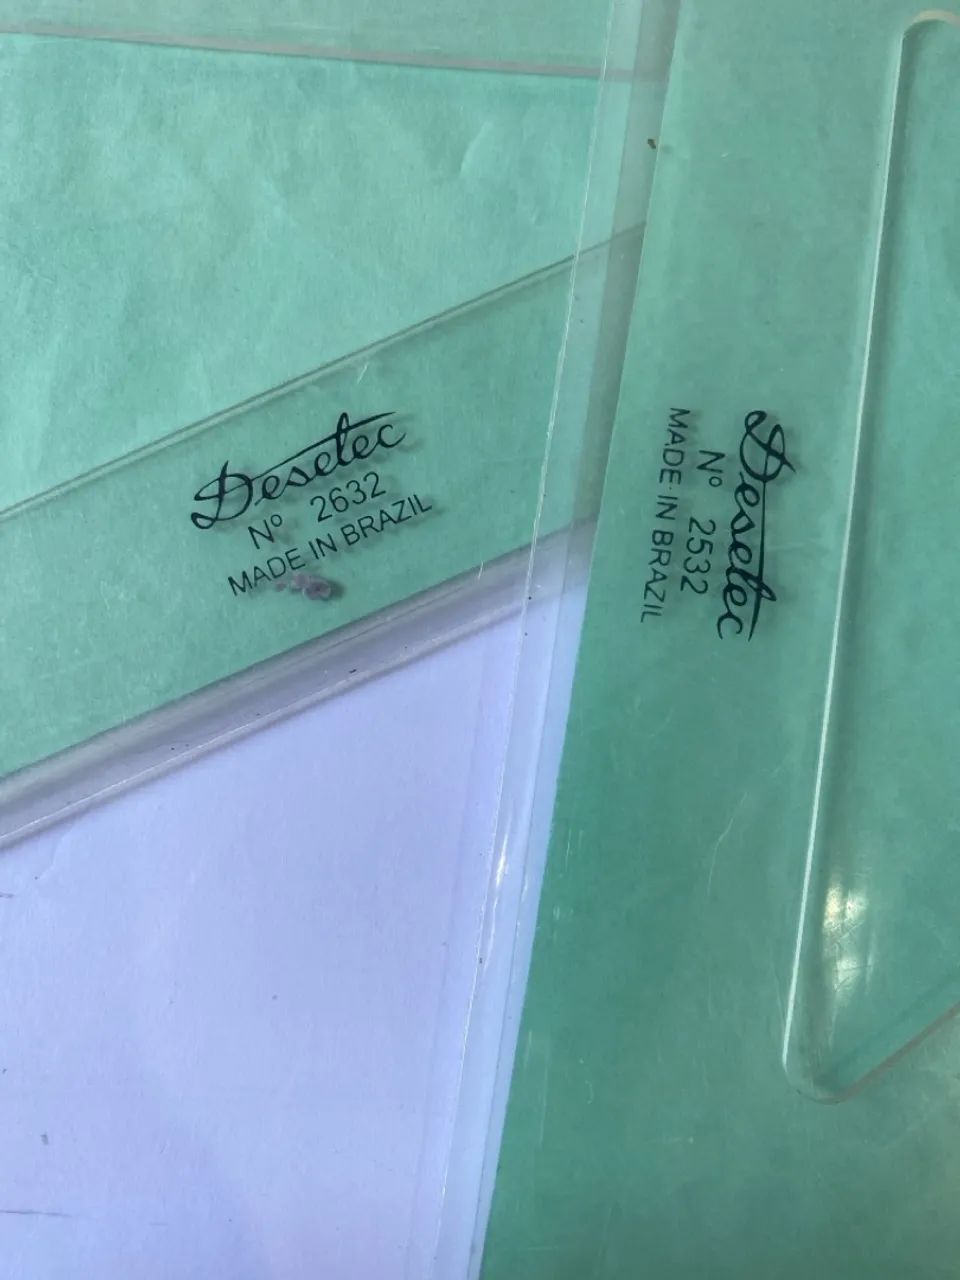 Desetec
Nº 2632
MADE IN BRAZIL
Desetec
Nº 2532
MADE IN BRAZIL